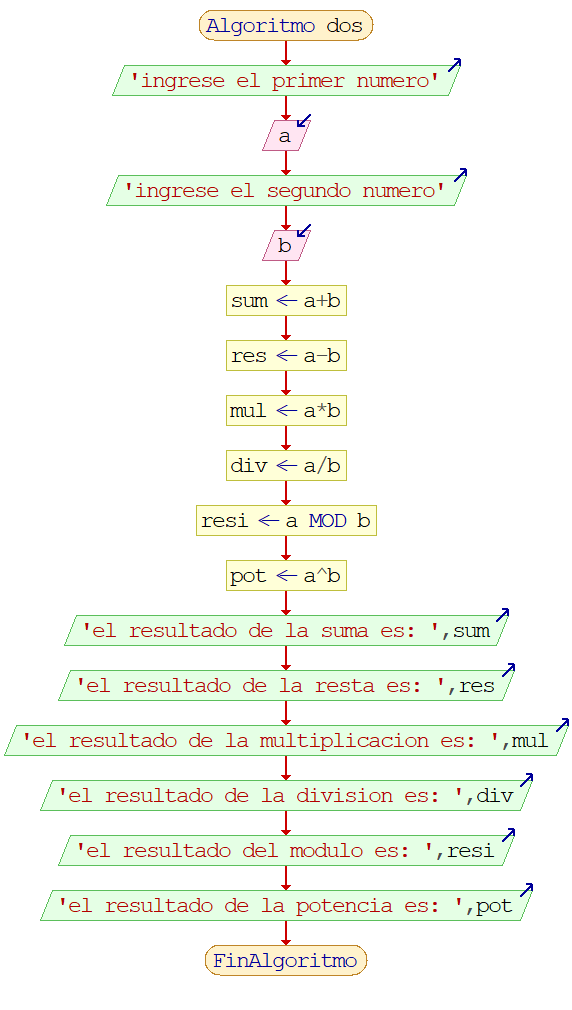 Algoritmo dos
'ingrese el primer numero'
a
'ingrese el segundo numero'
b
sum ← a+b
res ← a-b
mul ← a*b
div ← a/b
resi ← a MOD b
pot ← a^b
'el resultado de la suma es: ',sum
'el resultado de la resta es: ',res
'el resultado de la multiplicacion es: ',mul
'el resultado de la division es: ',div
'el resultado del modulo es: ',resi
'el resultado de la potencia es: ',pot
FinAlgoritmo